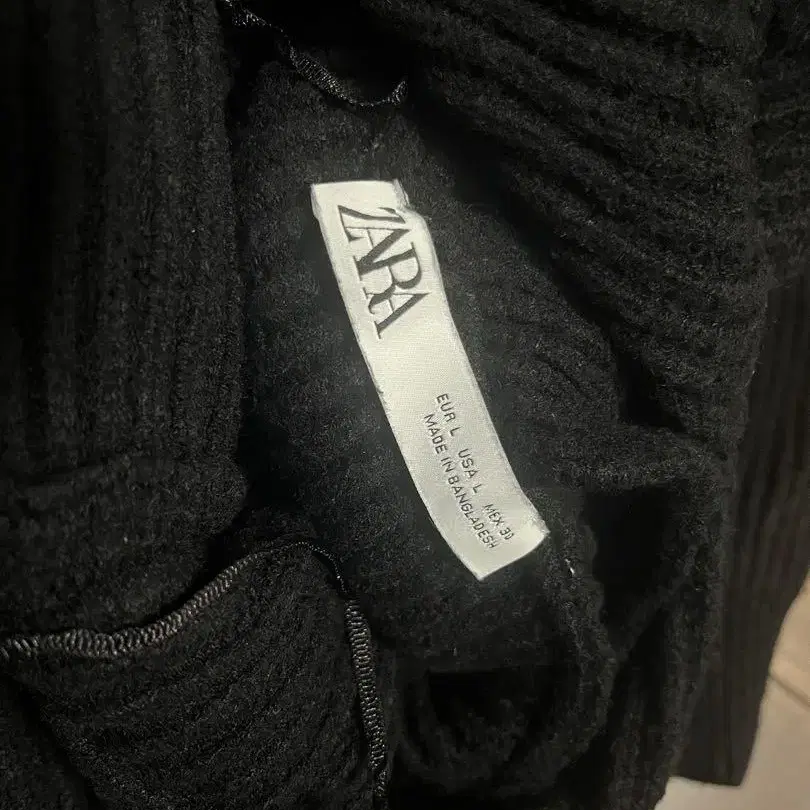 ZARA
EUR L USA L MEX 30
MADE IN BANGLADESH